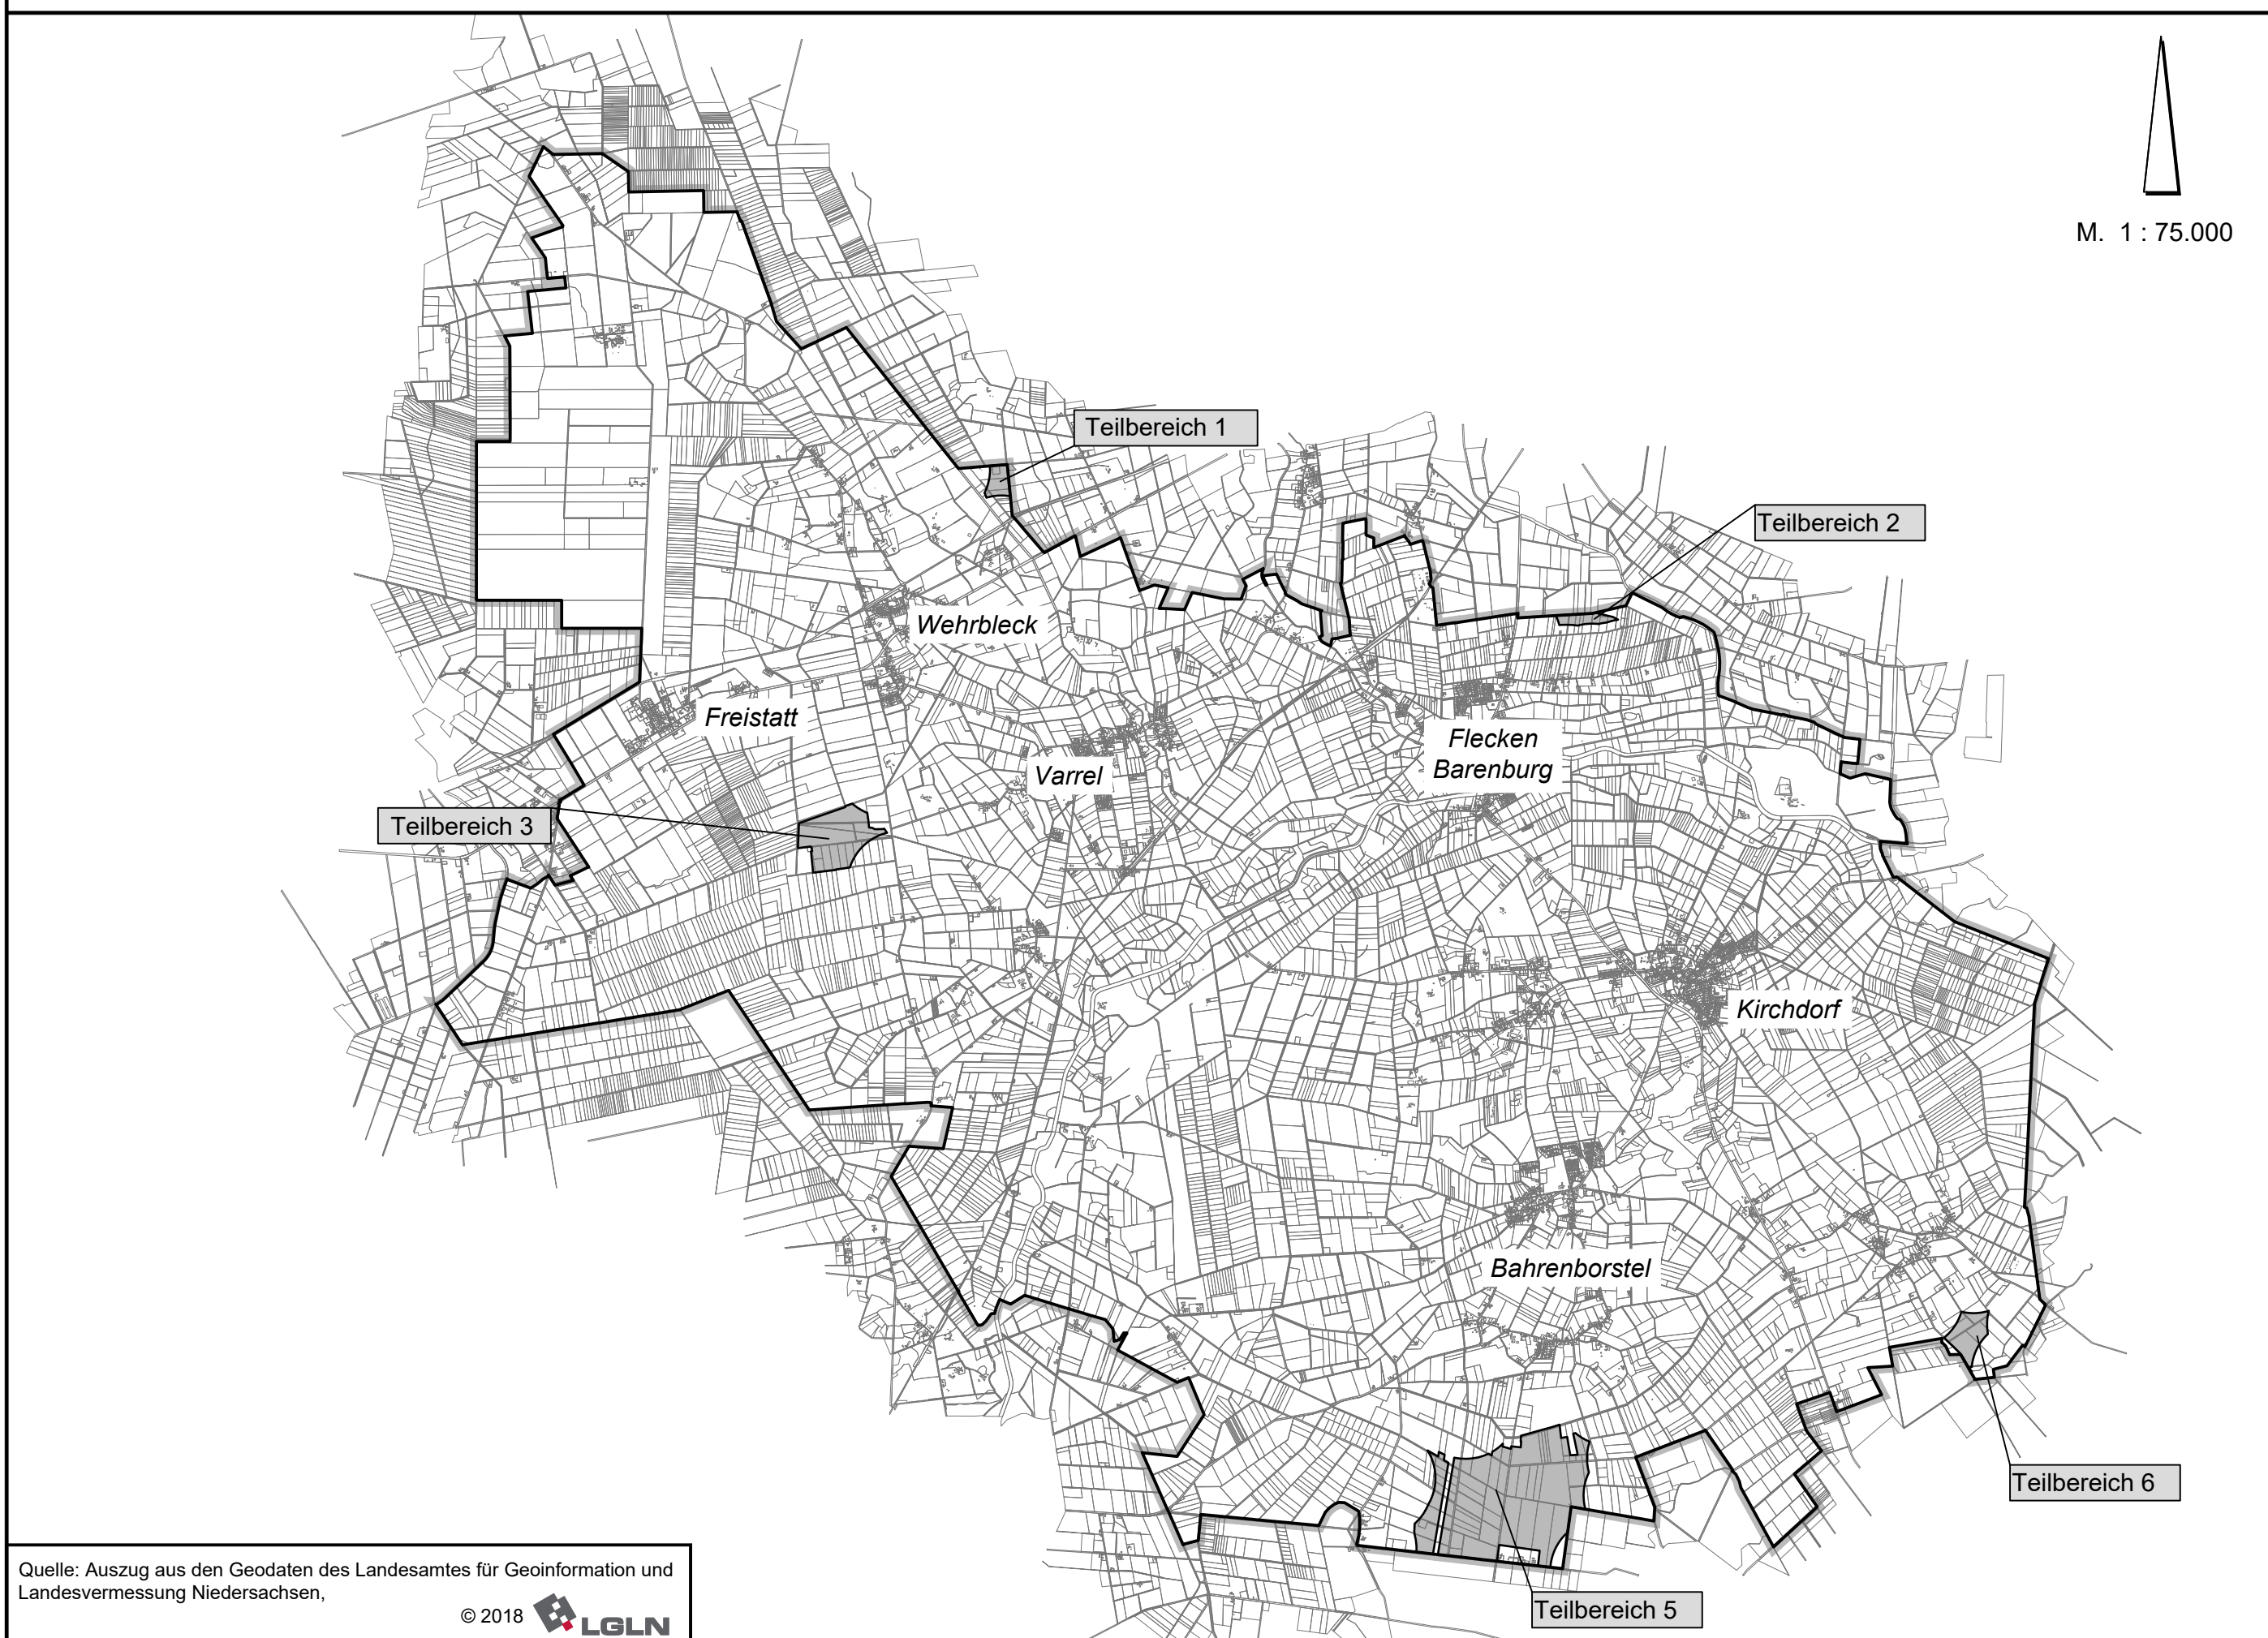 M. 1 : 75.000
Teilbereich 1
Teilbereich 2
Wehrbleck
Freistatt
Flecken
Barenburg
Varrel
Teilbereich 3
Kirchdorf
Bahrenborstel
Teilbereich 6
Teilbereich 5
Quelle: Auszug aus den Geodaten des Landesamtes für Geoinformation und
Landesvermessung Niedersachsen,
© 2018 LGLN